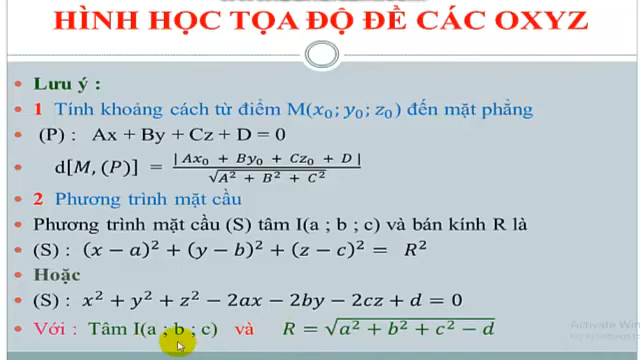 HÌNH HỌC TỌA ĐỘ ĐỀ CÁC OXYZ
Lưu ý :
1 Tính khoảng cách từ điểm M(x₀; y₀; z₀) đến mặt phẳng
(P) : Ax + By + Cz + D = 0
d[M, (P)] = | Ax₀ + By₀ + Cz₀ + D | / √(A² + B² + C²)
2 Phương trình mặt cầu
Phương trình mặt cầu (S) tâm I(a ; b ; c) và bán kính R là
(S) : (x − a)² + (y − b)² + (z − c)² = R²
Hoặc
(S) : x² + y² + z² − 2ax − 2by − 2cz + d = 0
Với : Tâm I(a ; b ; c) và R = √(a² + b² + c² − d)
Activate Win